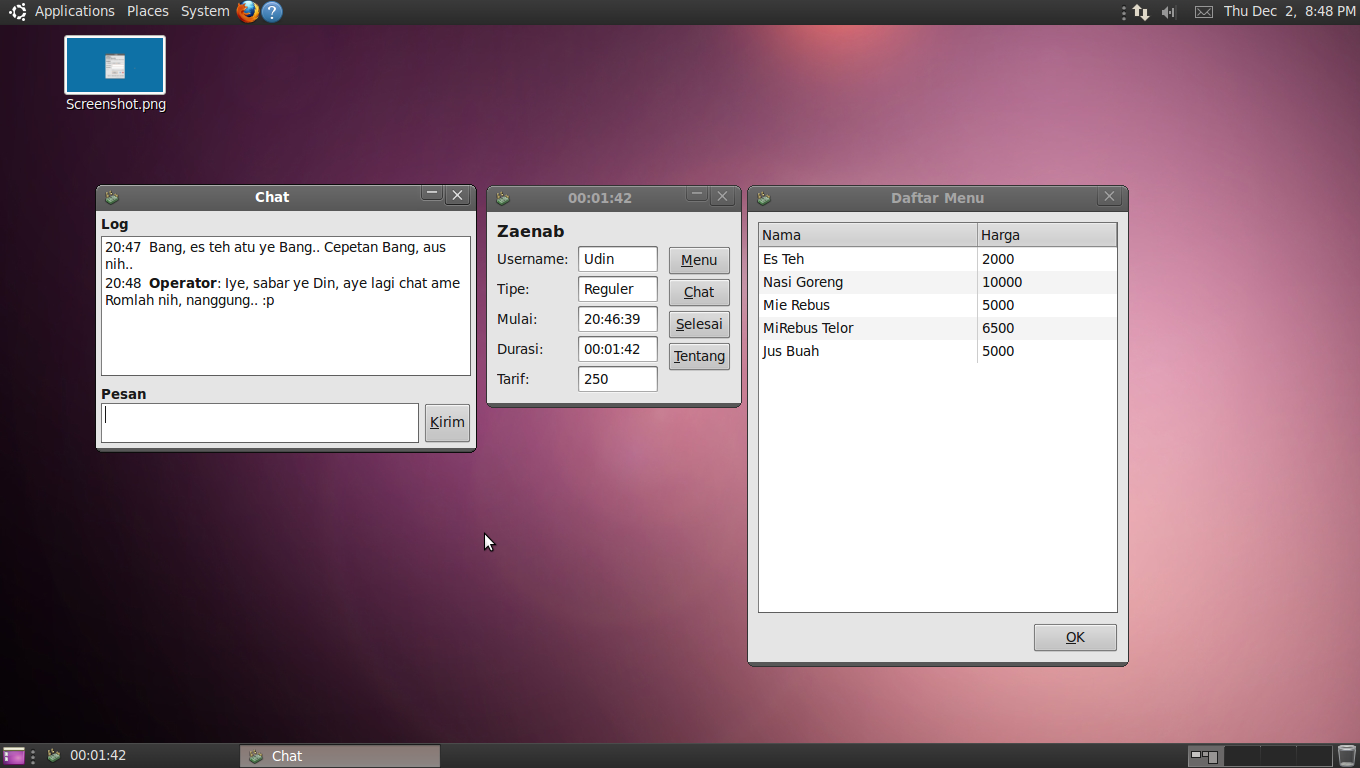 Applications Places System
Thu Dec 2, 8:48 PM
Screenshot.png
Chat
Log
20:47 Bang, es teh atu ye Bang.. Cepetan Bang, aus
nih..
20:48 Operator: Iye, sabar ye Din, aye lagi chat ame
Romlah nih, nanggung.. :p
Pesan
Kirim
00:01:42
Zaenab
Username: Udin
Tipe: Reguler
Mulai: 20:46:39
Durasi: 00:01:42
Tarif: 250
Menu
Chat
Selesai
Tentang
Daftar Menu
Nama Harga
Es Teh 2000
Nasi Goreng 10000
Mie Rebus 5000
MiRebus Telor 6500
Jus Buah 5000
OK
00:01:42
Chat